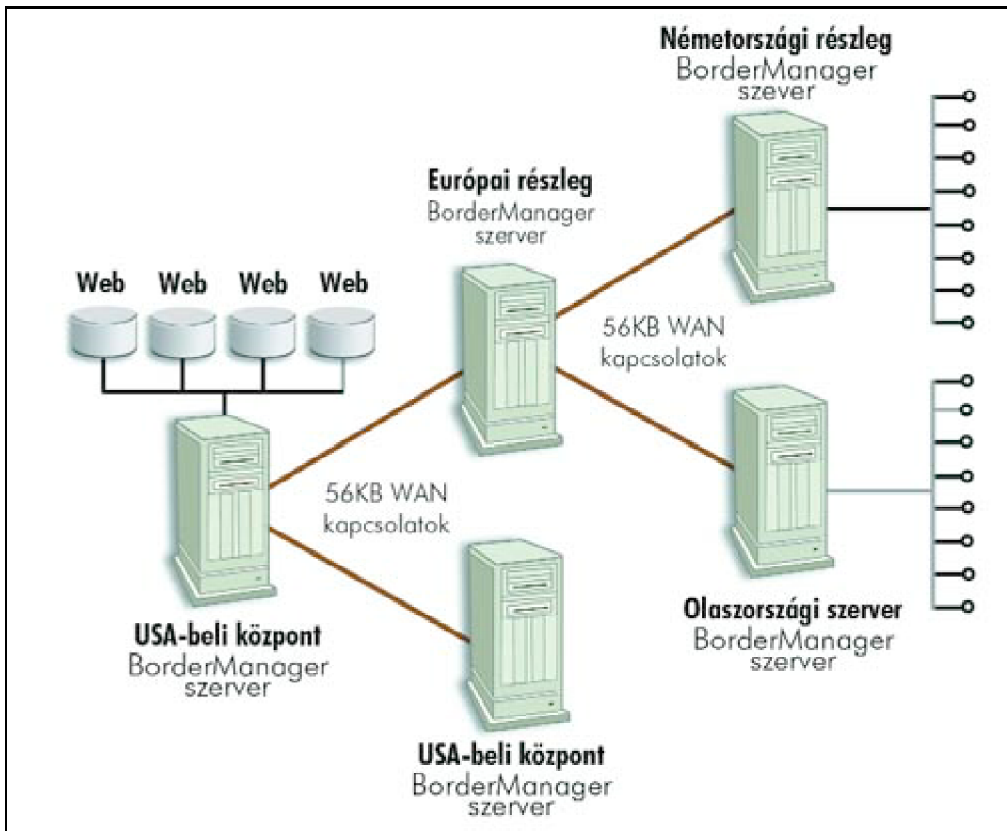 Németországi részleg
BorderManager
szever
Európai részleg
BorderManager
szerver
Web Web Web Web
56KB WAN
kapcsolatok
56KB WAN
kapcsolatok
USA-beli központ
BorderManager
szerver
Olaszországi szerver
BorderManager
szerver
USA-beli központ
BorderManager
szerver